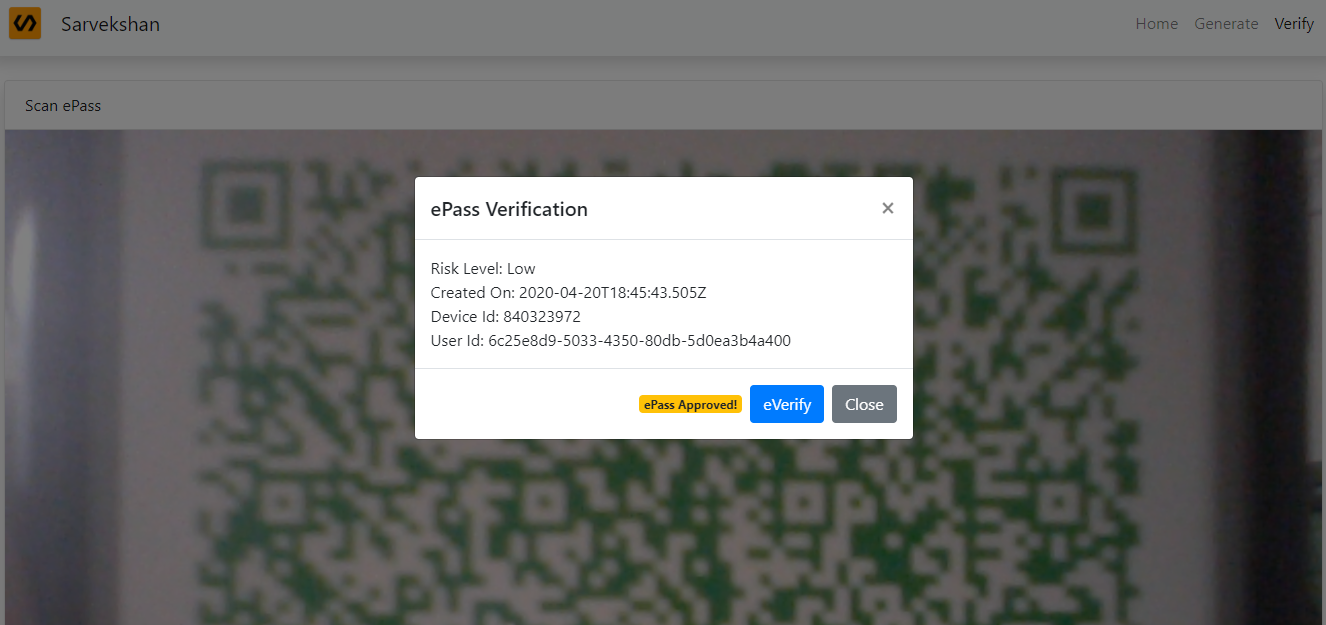 Sarvekshan
Home Generate Verify
Scan ePass
ePass Verification
×
Risk Level: Low
Created On: 2020-04-20T18:45:43.505Z
Device Id: 840323972
User Id: 6c25e8d9-5033-4350-80db-5d0ea3b4a400
ePass Approved! eVerify Close